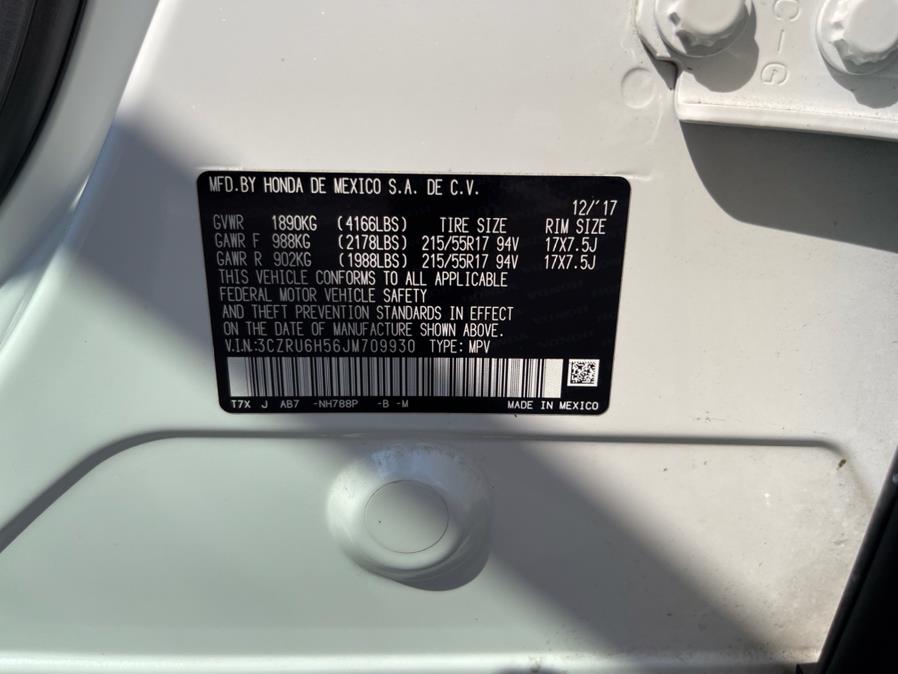 MFD.BY HONDA DE MEXICO S.A. DE C.V.
12/'17
GVWR 1890KG (4166LBS) TIRE SIZE RIM SIZE
GAWR F 988KG (2178LBS) 215/55R17 94V 17X7.5J
GAWR R 902KG (1988LBS) 215/55R17 94V 17X7.5J
THIS VEHICLE CONFORMS TO ALL APPLICABLE
FEDERAL MOTOR VEHICLE SAFETY
AND THEFT PREVENTION STANDARDS IN EFFECT
ON THE DATE OF MANUFACTURE SHOWN ABOVE.
V.I.N:3CZRU6H56JM709930 TYPE: MPV
T7X J AB7 -NH788P -B -M MADE IN MEXICO